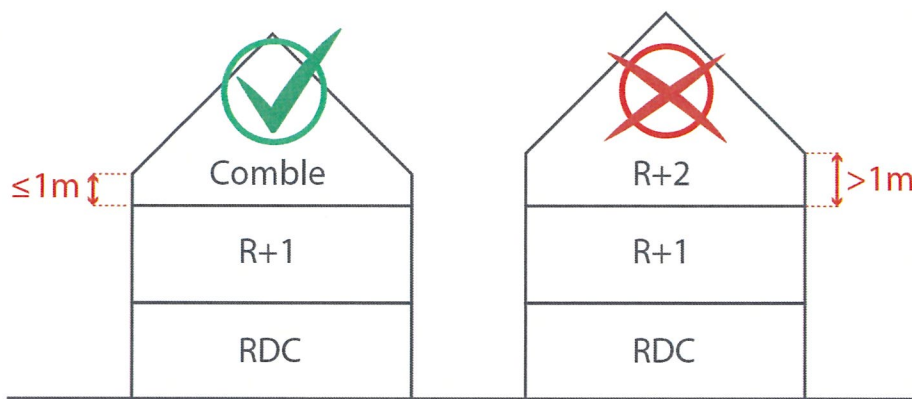 ≤1m
Comble
R+1
RDC
R+2
>1m
R+1
RDC